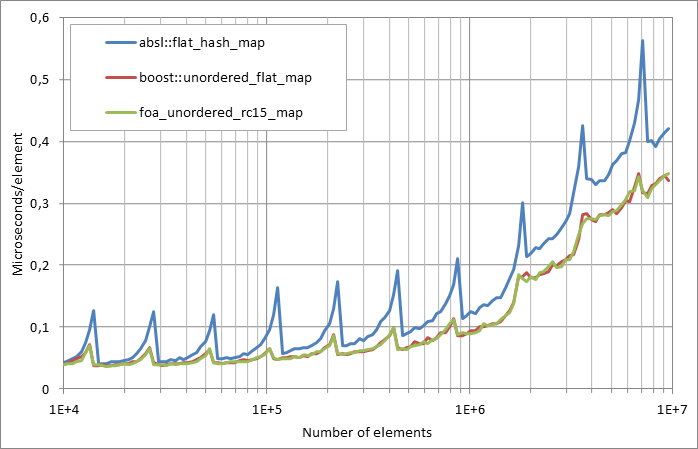 0,6
absl::flat_hash_map
boost::unordered_flat_map
foa_unordered_rc15_map
0,5
0,4
0,3
0,2
0,1
0
Microseconds/element
1E+4 1E+5 1E+6 1E+7
Number of elements